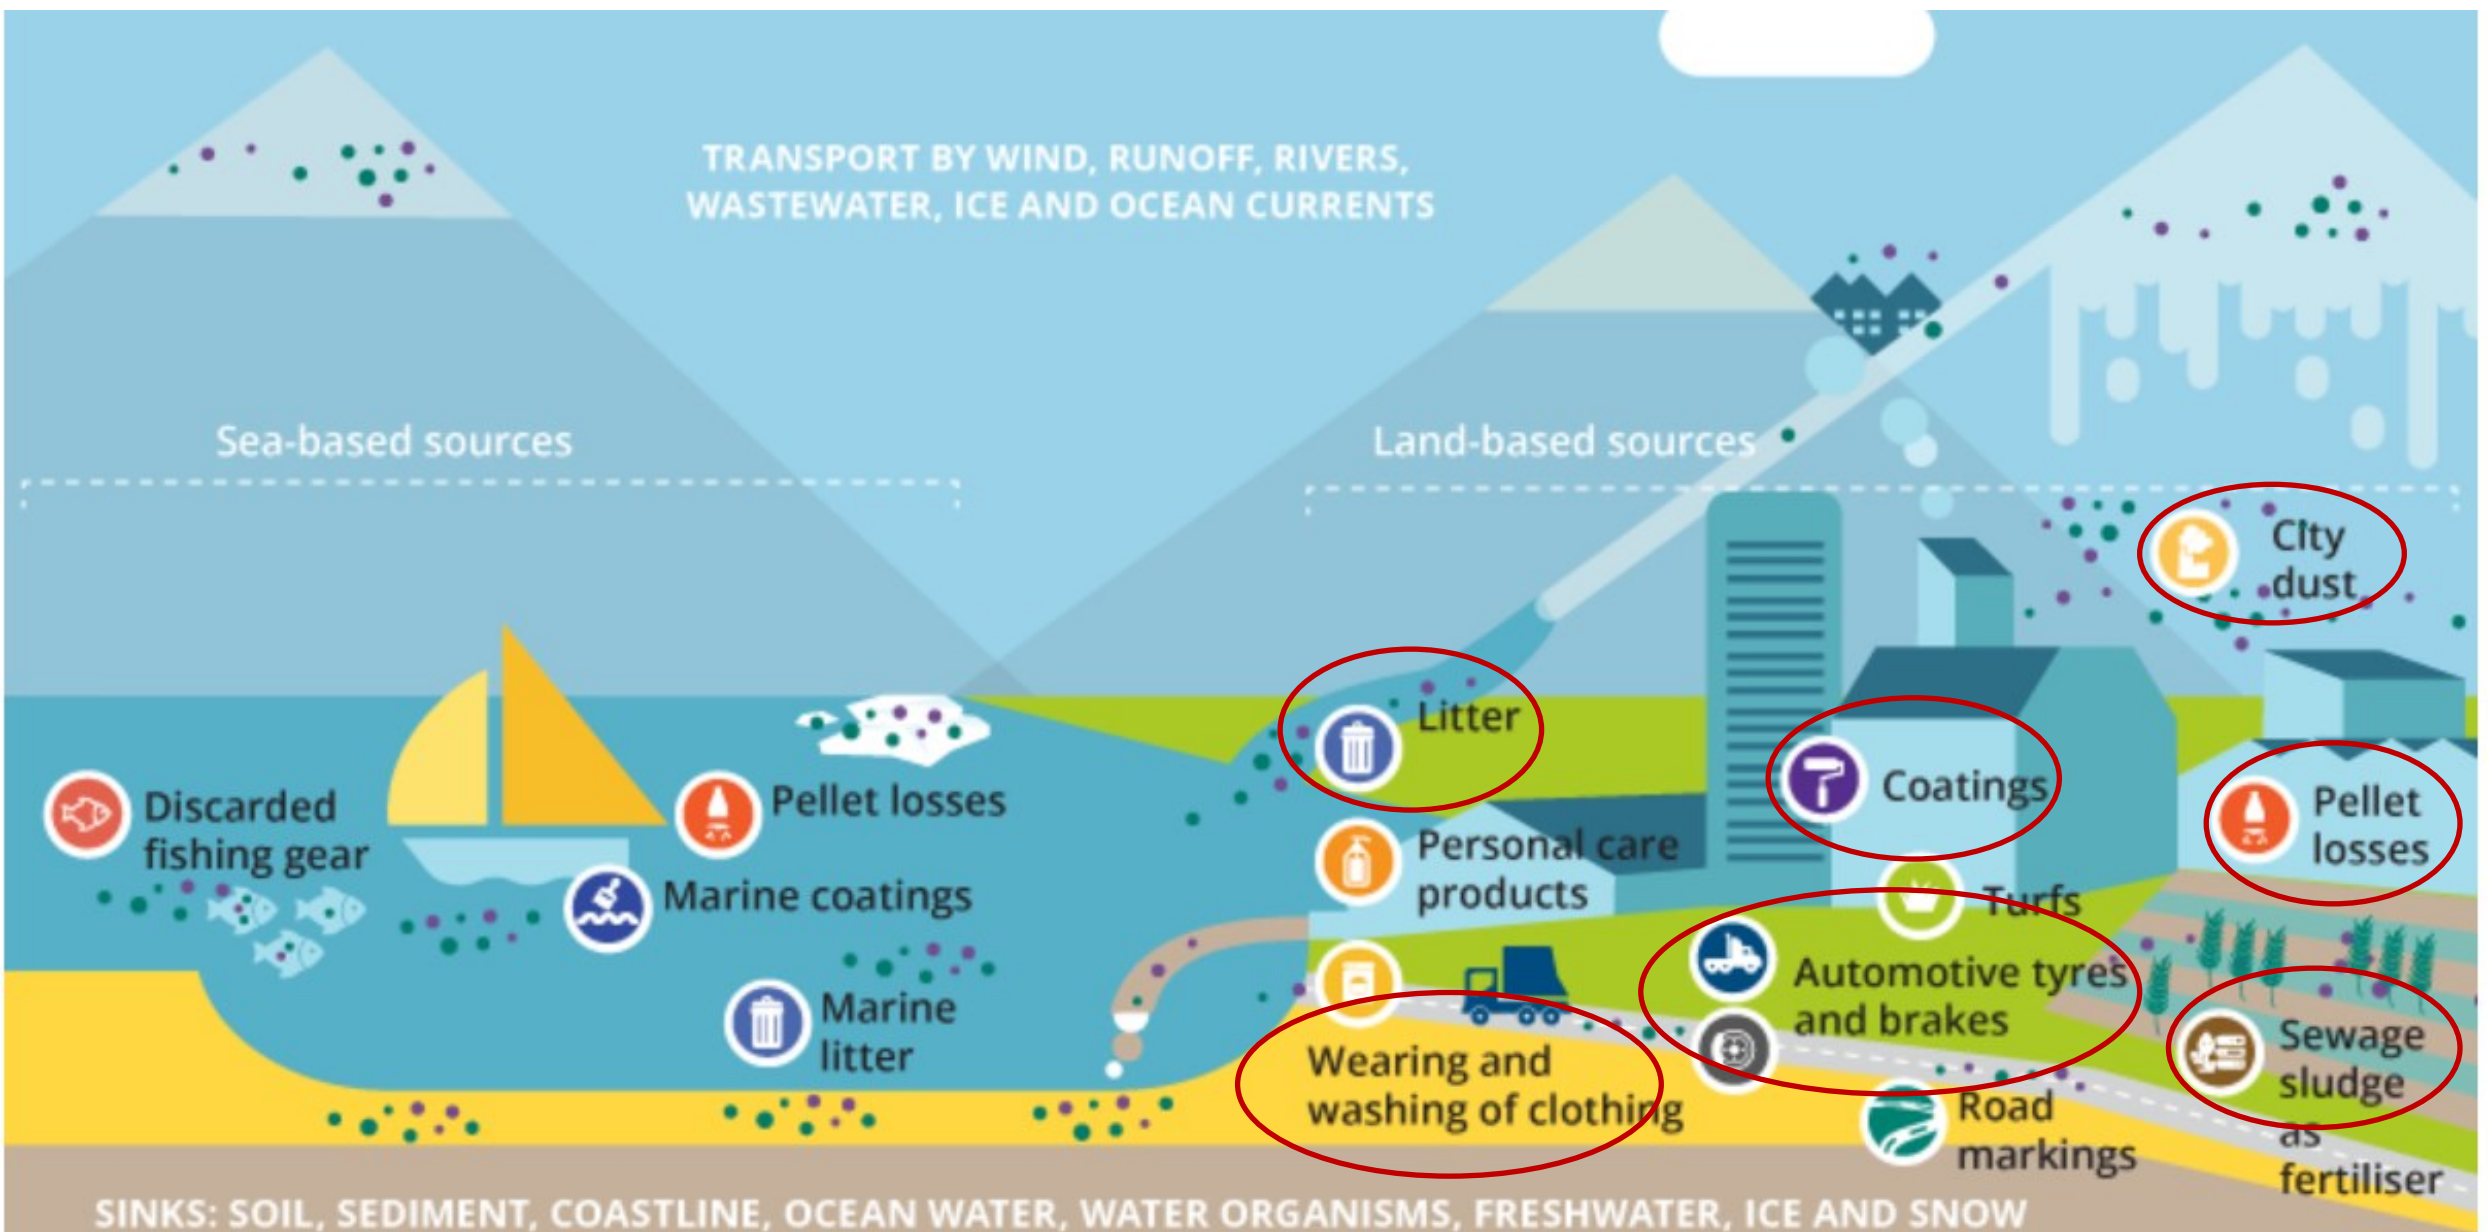 TRANSPORT BY WIND, RUNOFF, RIVERS,
WASTEWATER, ICE AND OCEAN CURRENTS
Sea-based sources
Land-based sources
City
dust
Litter
Coatings
Discarded
fishing gear
Pellet losses
Pellet
losses
Personal care
products
Marine coatings
Turfs
Automotive tyres
and brakes
Marine
litter
Wearing and
washing of clothing
Sewage
sludge
as
fertiliser
Road
markings
SINKS: SOIL, SEDIMENT, COASTLINE, OCEAN WATER, WATER ORGANISMS, FRESHWATER, ICE AND SNOW